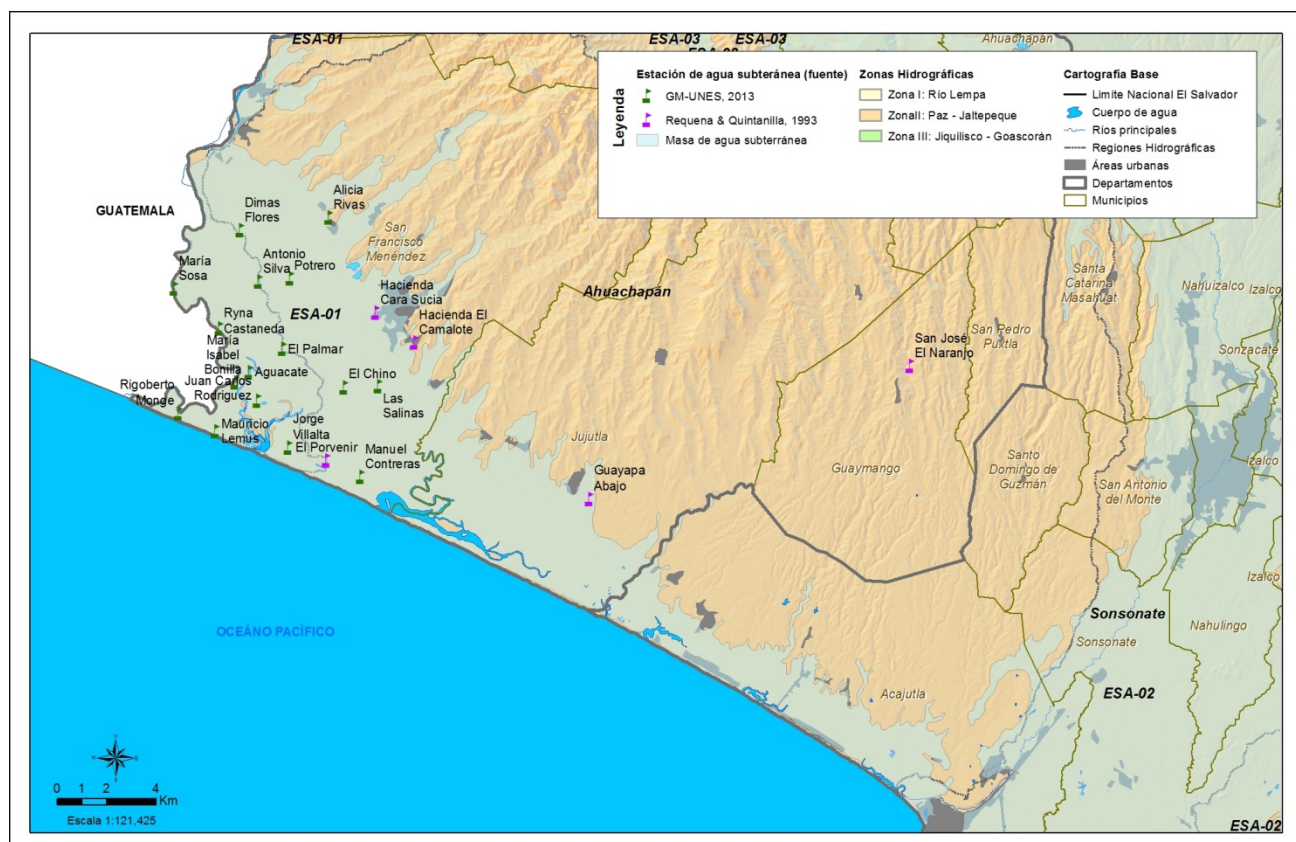 ESA-01
ESA-03
ESA-03
Ahuachapán
Leyenda
Estación de agua subteránea (fuente)
GM-UNES, 2013
Requena & Quintanilla, 1993
Masa de agua subterránea
Zonas Hidrográficas
Zona I: Río Lempa
ZonaII: Paz - Jaltepeque
Zona III: Jiquilisco - Goascorán
Cartografía Base
Limite Nacional El Salvador
Cuerpo de agua
Ríos principales
Regiones Hidrográficas
Áreas urbanas
Departamentos
Municipios
GUATEMALA
Dimas
Flores
Alicia
Rivas
San
Francisco
Menéndez
María
Sosa
Antonio
Silva
Potrero
Hacienda
Cara Sucia
Hacienda El
Camalote
Ahuachapán
Santa
Catarina
Masahuat
Nahuizalco
Izalco
Ryna
Castaneda
ESA-01
María
Isabel
Bonilla
El Palmar
San José
El Naranjo
San Pedro
Puxtla
Sonzacate
Aguacate
Juan Carlos
Rodriguez
Rigoberto
Monge
El Chino
Las
Salinas
Mauricio
Lemus
Jorge
Villalta
El Porvenir
Manuel
Contreras
Jujutla
Guayapa
Abajo
Guaymango
Santo
Domingo de
Guzmán
San Antonio
del Monte
Izalco
Izalco
OCEÁNO PACÍFICO
Sonsonate
Sonsonate
Nahulingo
Acajutla
ESA-02
ESA-02
0 1 2 4
Km
Escala 1:121,425